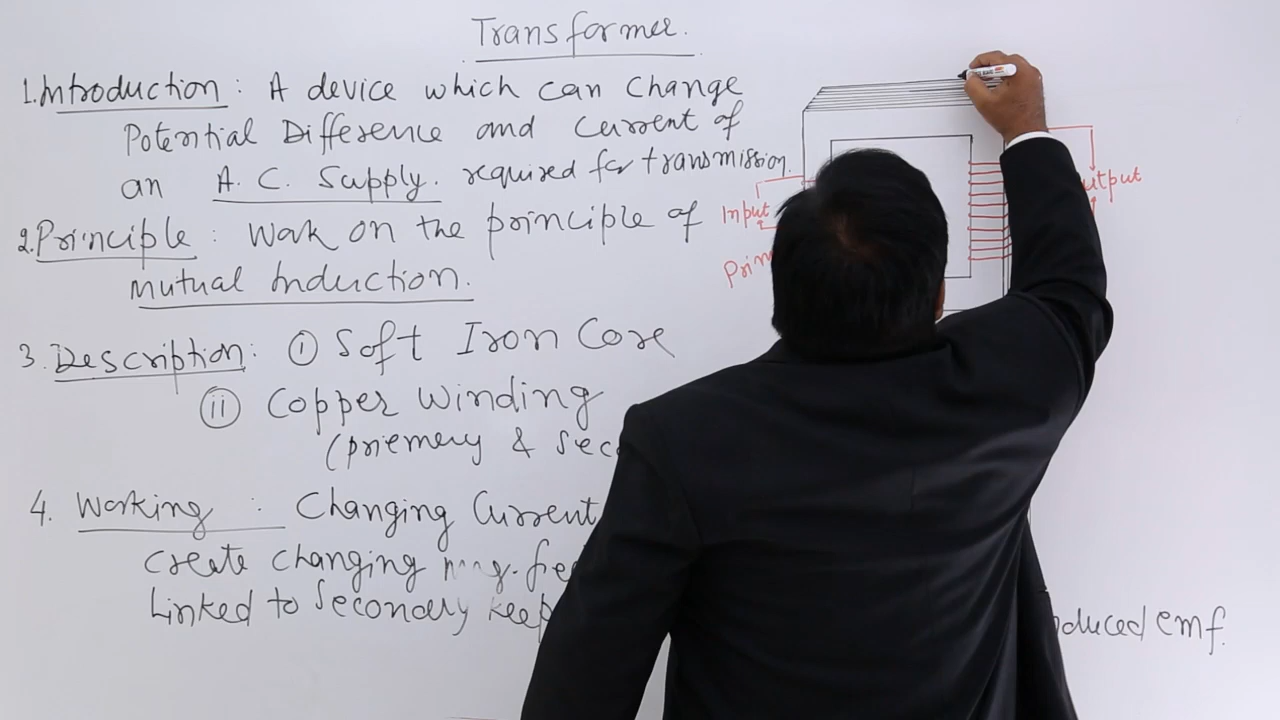 Transformer.
1. Introduction : A device which can change
Potential Difference and Current of
an A. C. Supply. required for transmission.
2. Principle : Work on the principle of
Mutual Induction.
3. Description : (i) Soft Iron Core
(ii) Copper Winding
(Priemery & Sec
4. Working : Changing Current
Create changing mag. fie
Linked to Secondary Keep
duced emf.
Input
Prim
utput